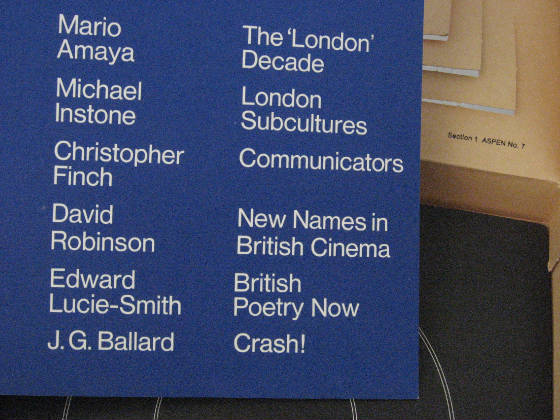 Mario
Amaya
The 'London'
Decade
Michael
Instone
London
Subcultures
Christopher
Finch
Communicators
David
Robinson
New Names in
British Cinema
Edward
Lucie-Smith
British
Poetry Now
J.G. Ballard
Crash!
Section 1 ASPEN No. 7